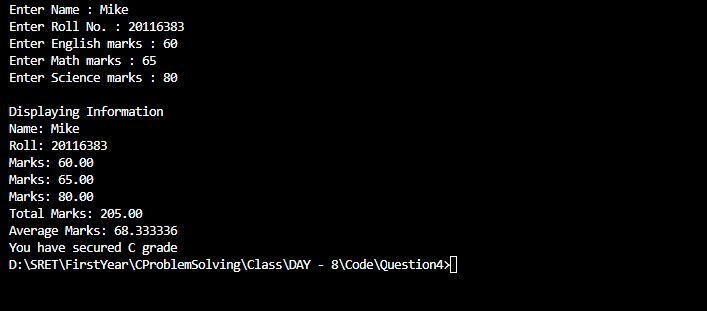 Enter Name : Mike
Enter Roll No. : 20116383
Enter English marks : 60
Enter Math marks : 65
Enter Science marks : 80
Displaying Information
Name: Mike
Roll: 20116383
Marks: 60.00
Marks: 65.00
Marks: 80.00
Total Marks: 205.00
Average Marks: 68.333336
You have secured C grade
D:\SRET\FirstYear\CProblemSolving\Class\DAY - 8\Code\Question4>